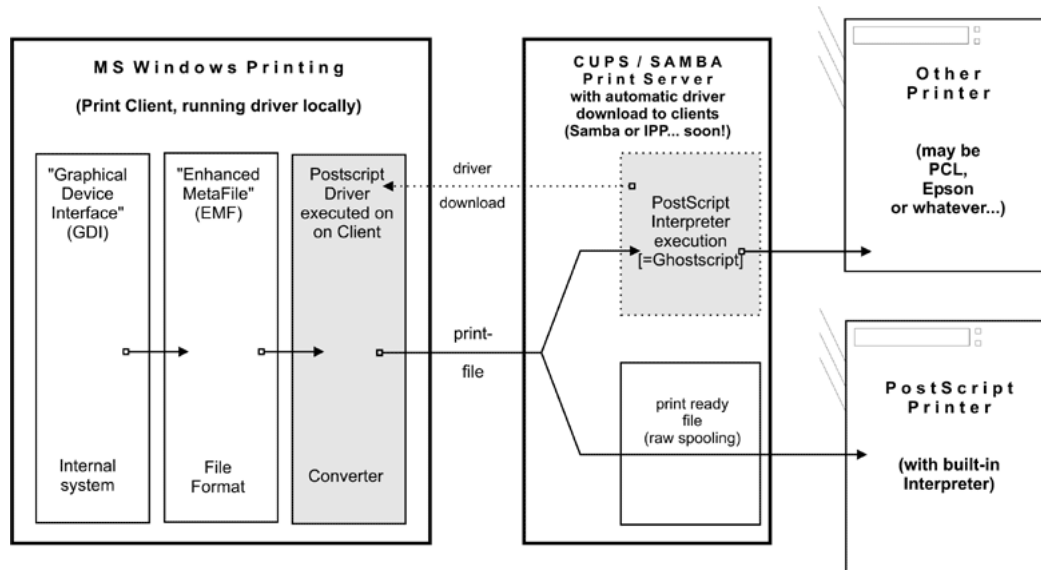 MS Windows Printing
(Print Client, running driver locally)
"Graphical
Device
Interface"
(GDI)
Internal
system
"Enhanced
MetaFile"
(EMF)
File
Format
Postscript
Driver
executed on
on Client
Converter
driver
download
print-
file
CUPS / SAMBA
Print Server
with automatic driver
download to clients
(Samba or IPP... soon!)
PostScript
Interpreter
execution
[=Ghostscript]
print ready
file
(raw spooling)
Other
Printer
(may be
PCL,
Epson
or whatever...)
PostScript
Printer
(with built-in
Interpreter)